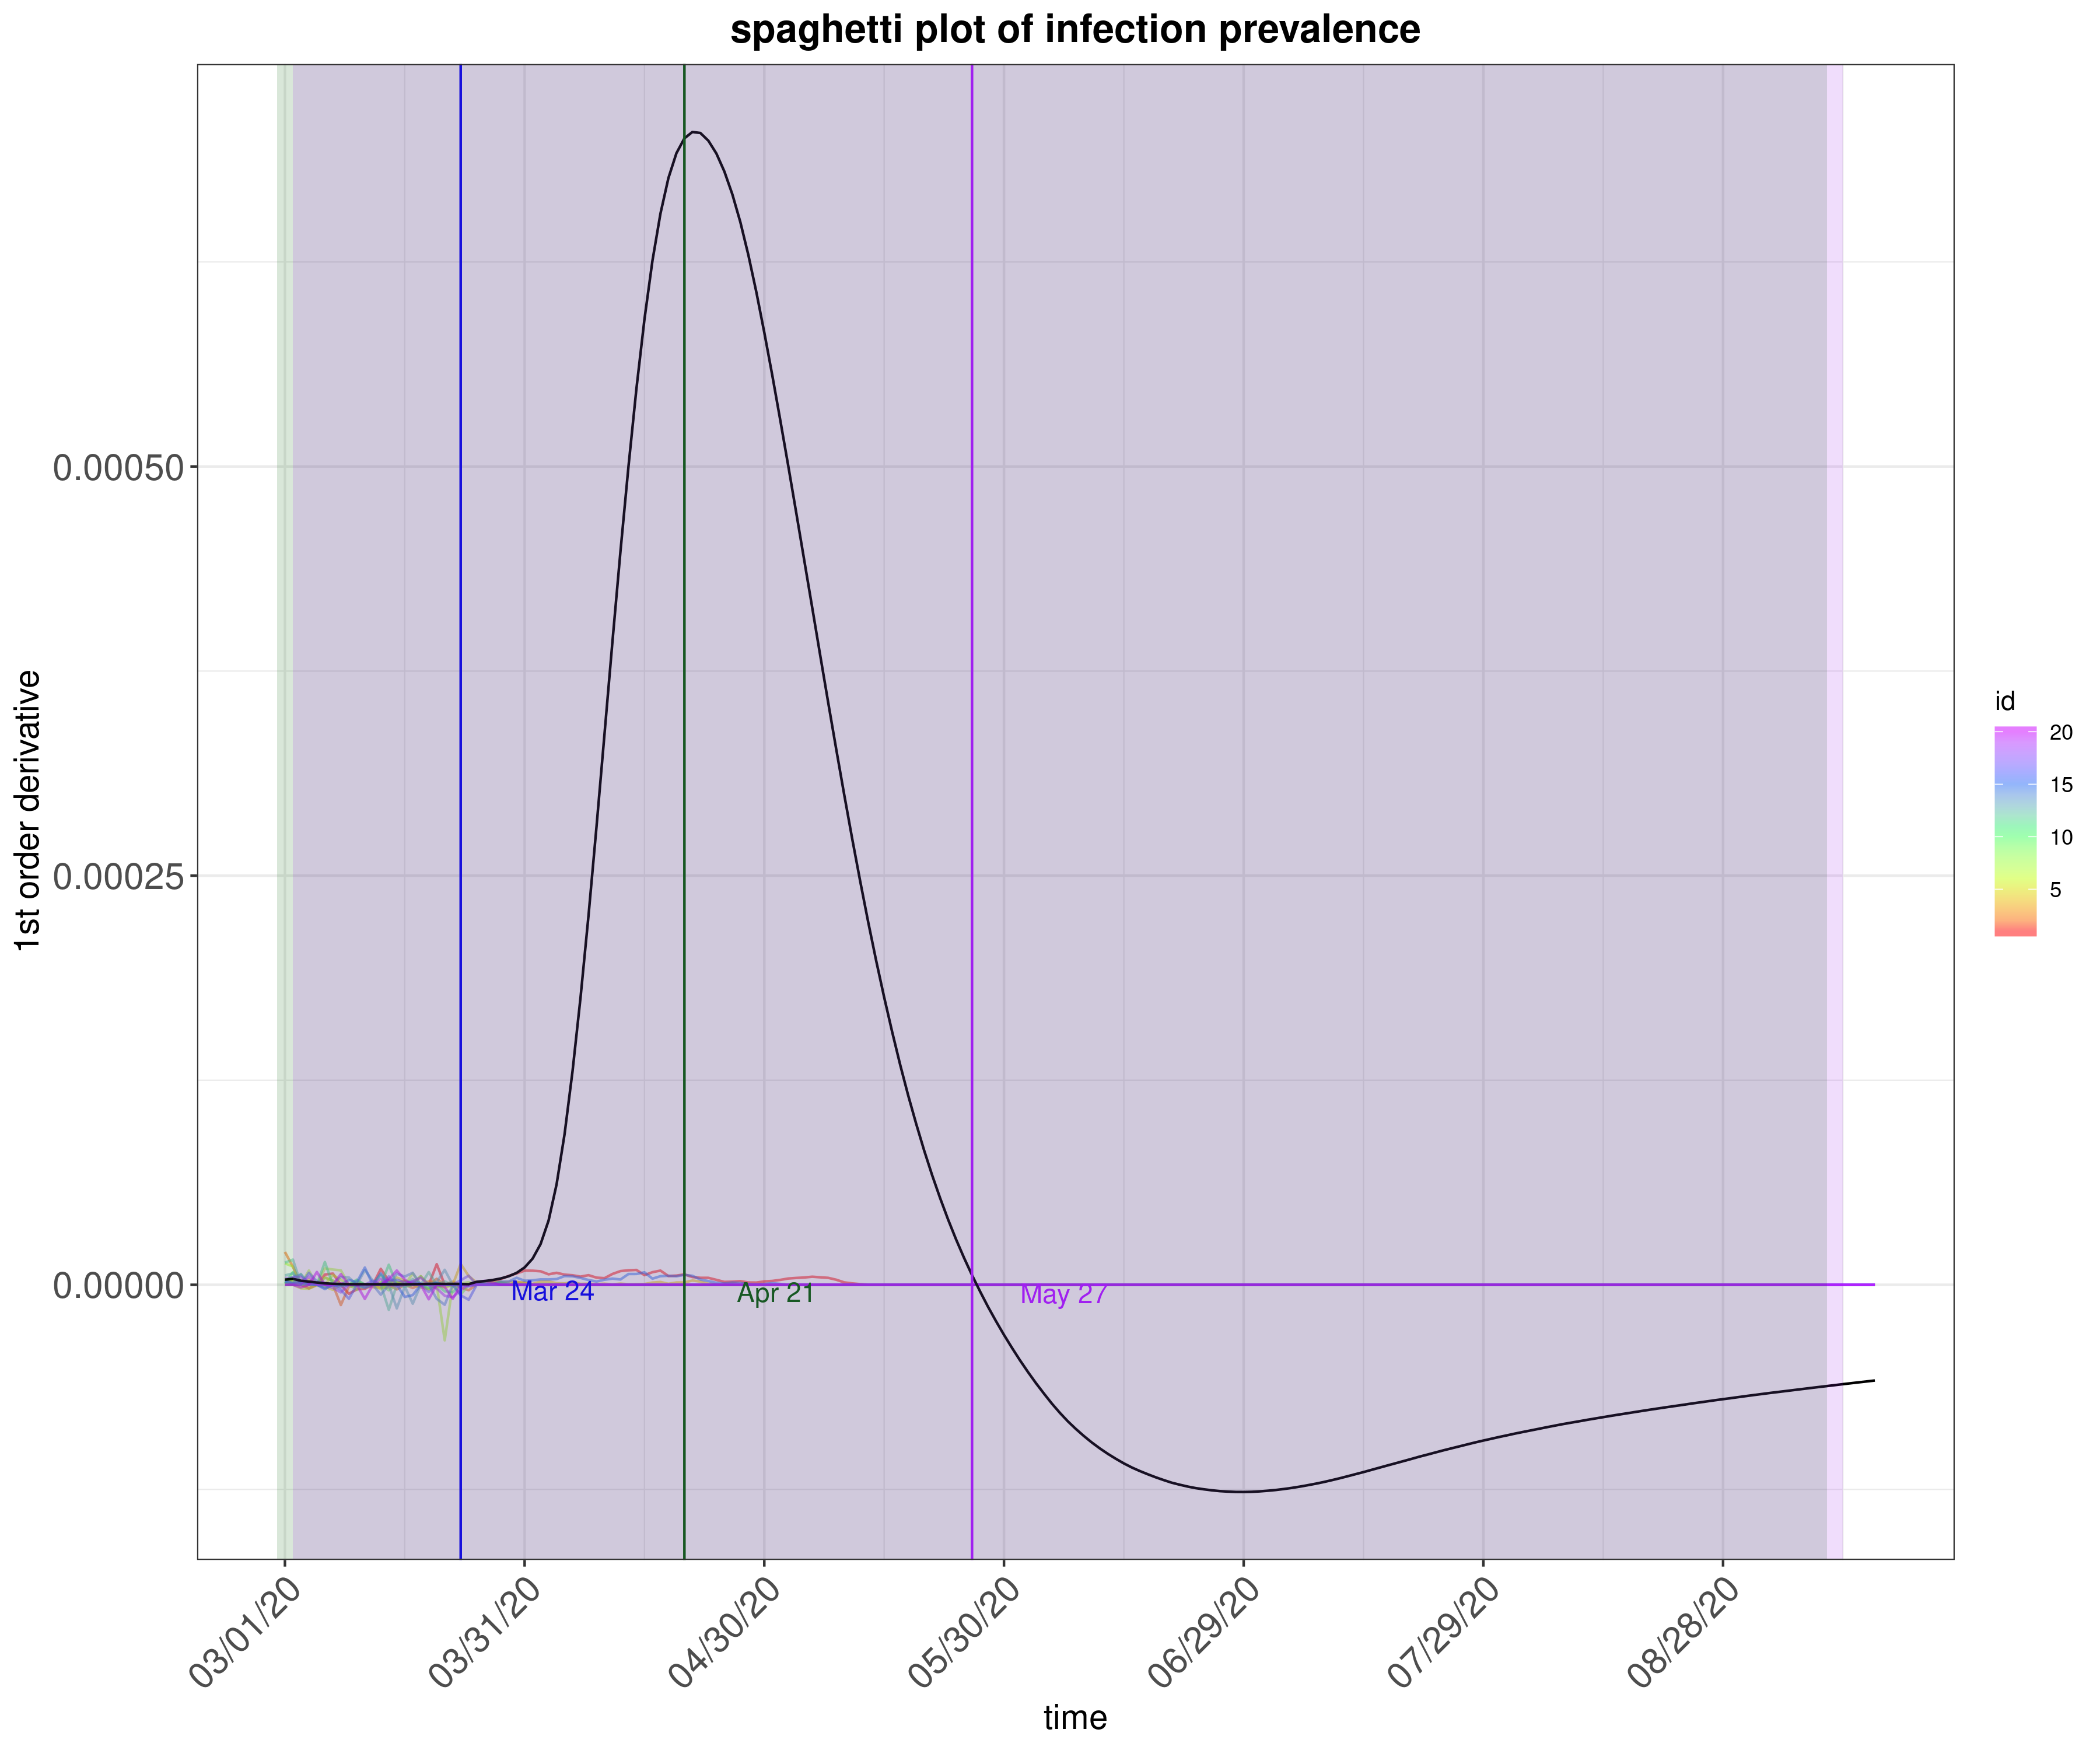 spaghetti plot of infection prevalence
1st order derivative
0.00050
0.00025
0.00000
Mar 24
Apr 21
May 27
03/01/20
03/31/20
04/30/20
05/30/20
06/29/20
07/29/20
08/28/20
time
id
20
15
10
5